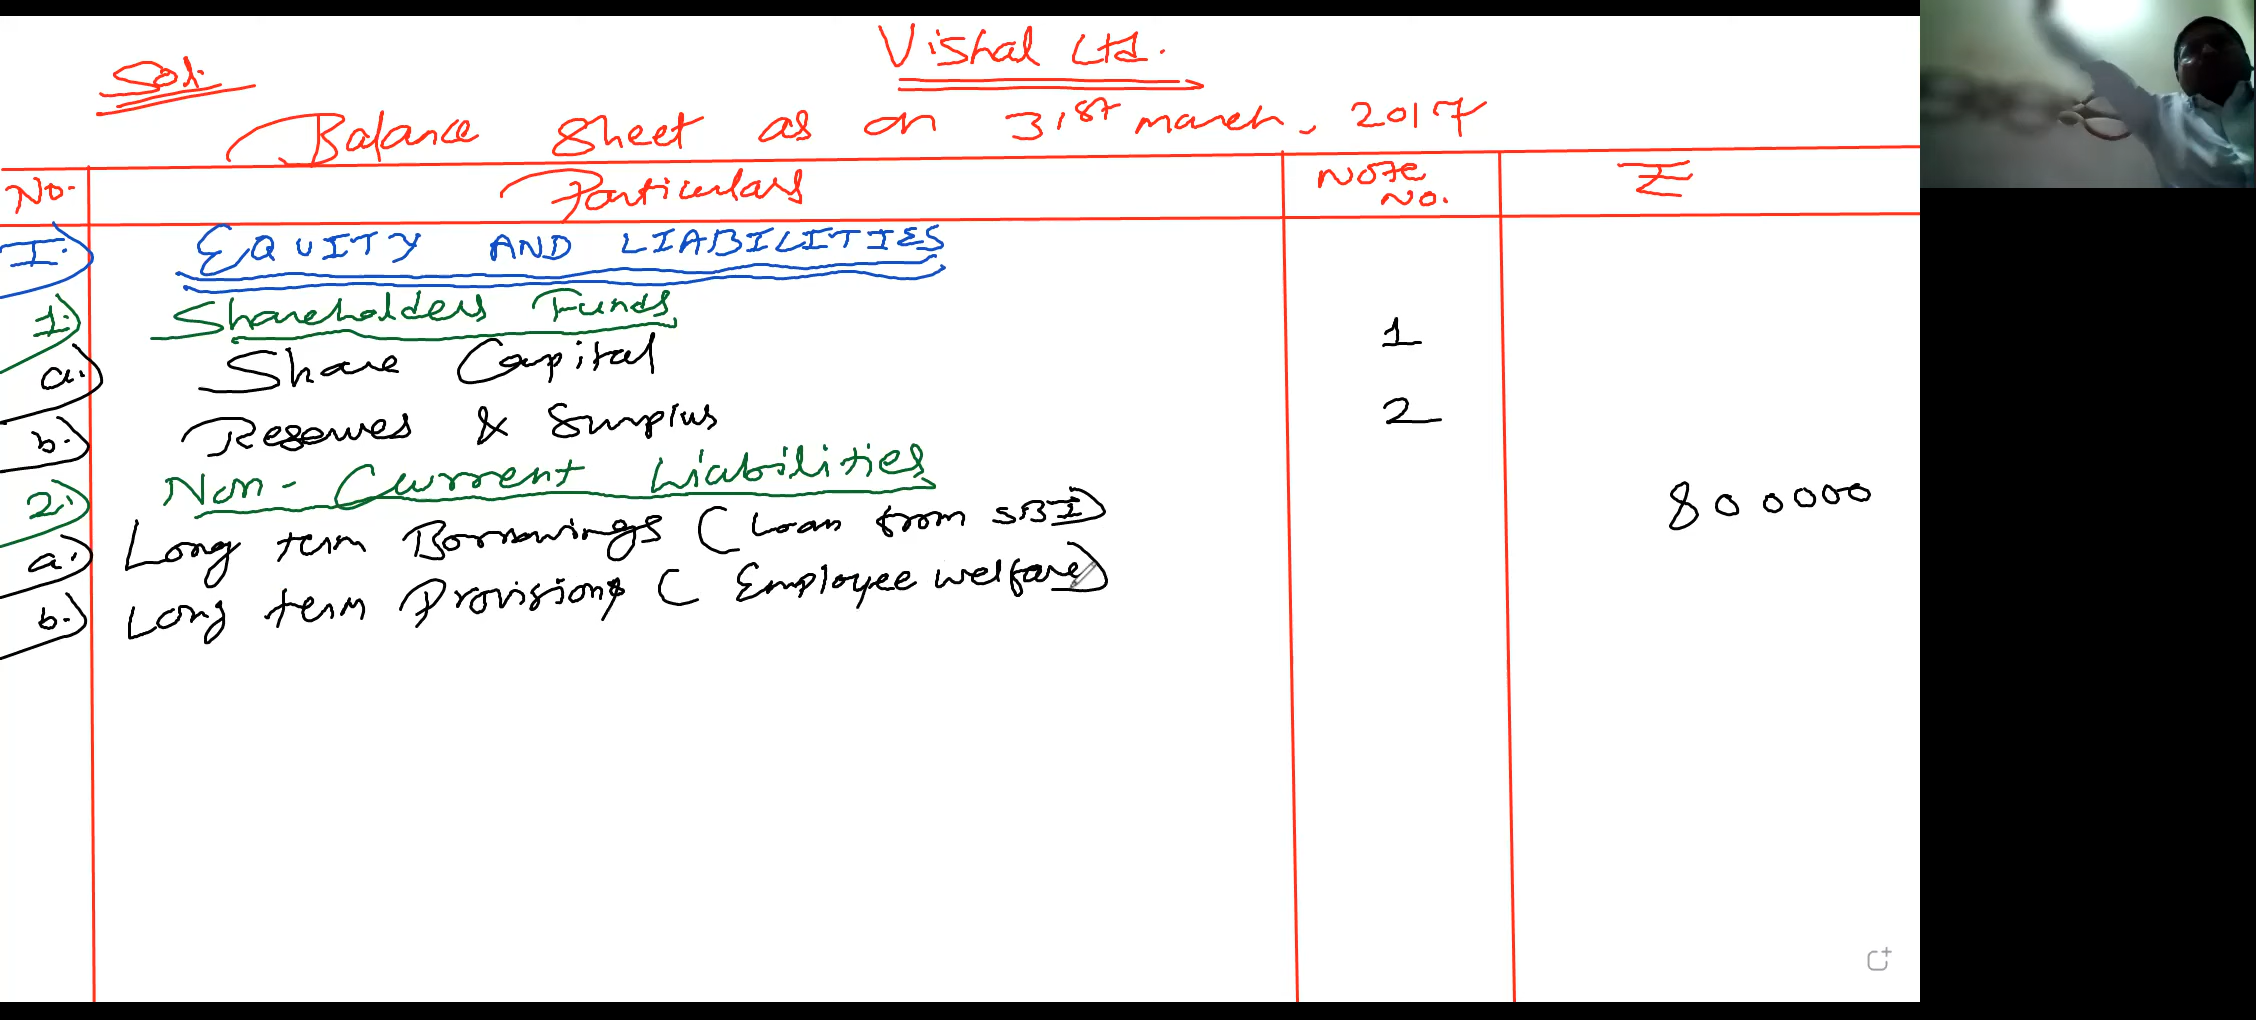 Vishal Ltd.
Sol.
Balance Sheet as on 31st march, 2017
No. Particulars Note No. ₹
I. EQUITY AND LIABILITIES
1. Shareholders Funds
a. Share Capital 1
b. Reserves & Surplus 2
2. Non-Current Liabilities
a. Long term Borrowings (Loan from SBI) 800000
b. Long term Provisions (Employee welfare)